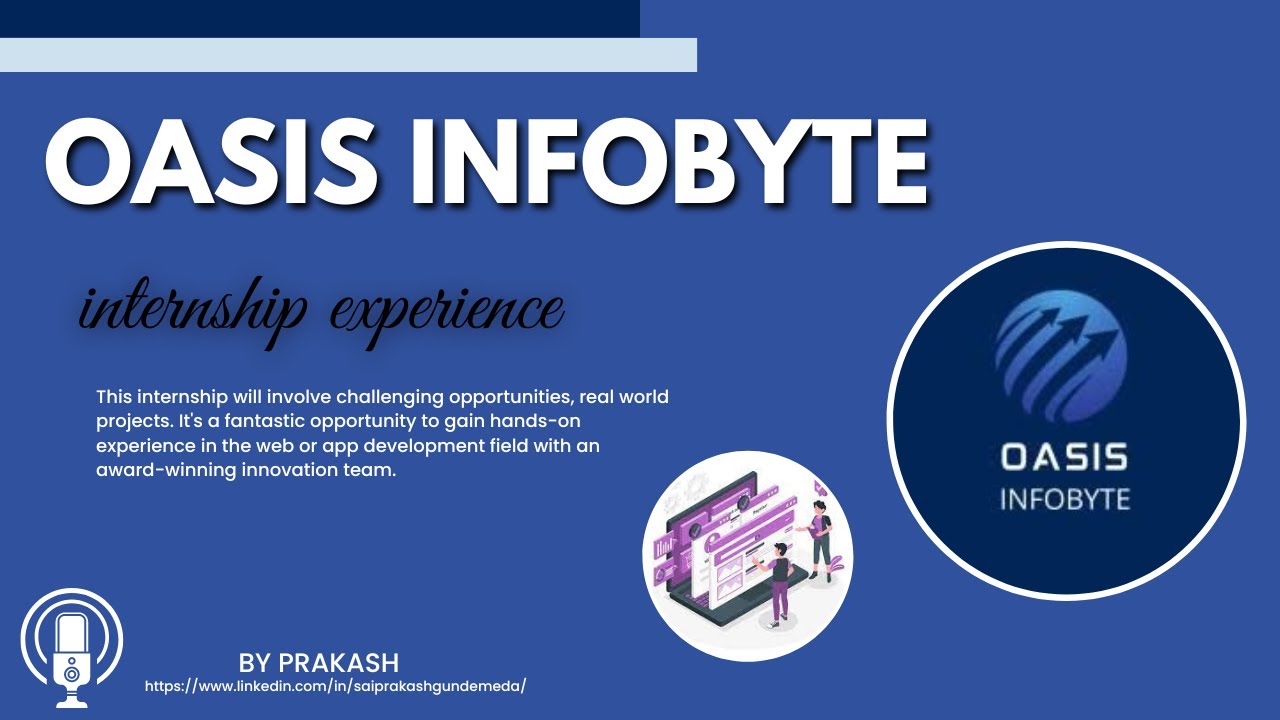 OASIS INFOBYTE
internship experience
This internship will involve challenging opportunities, real world
projects. It's a fantastic opportunity to gain hands-on
experience in the web or app development field with an
award-winning innovation team.
OASIS
INFOBYTE
BY PRAKASH
https://www.linkedin.com/in/saiprakashgundemeda/